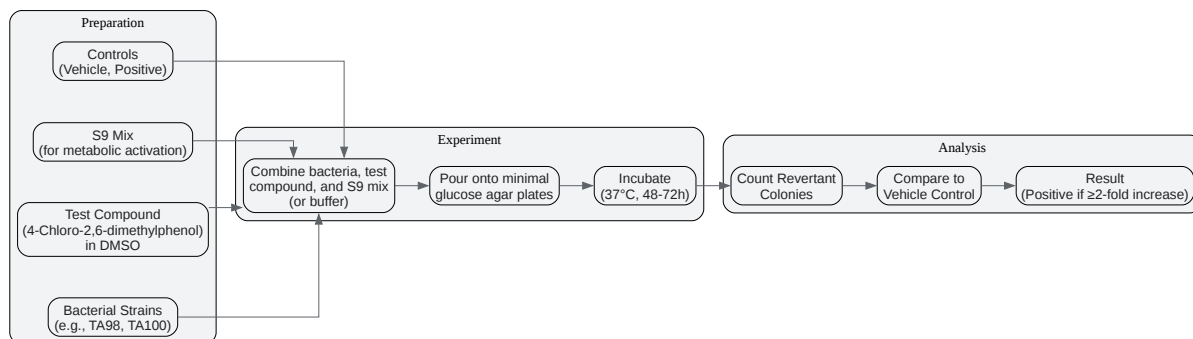 Preparation
Controls
(Vehicle, Positive)
S9 Mix
(for metabolic activation)
Test Compound
(4-Chloro-2,6-dimethylphenol)
in DMSO
Bacterial Strains
(e.g., TA98, TA100)
Experiment
Combine bacteria, test
compound, and S9 mix
(or buffer)
Pour onto minimal
glucose agar plates
Incubate
(37°C, 48-72h)
Analysis
Count Revertant
Colonies
Compare to
Vehicle Control
Result
(Positive if ≥2-fold increase)